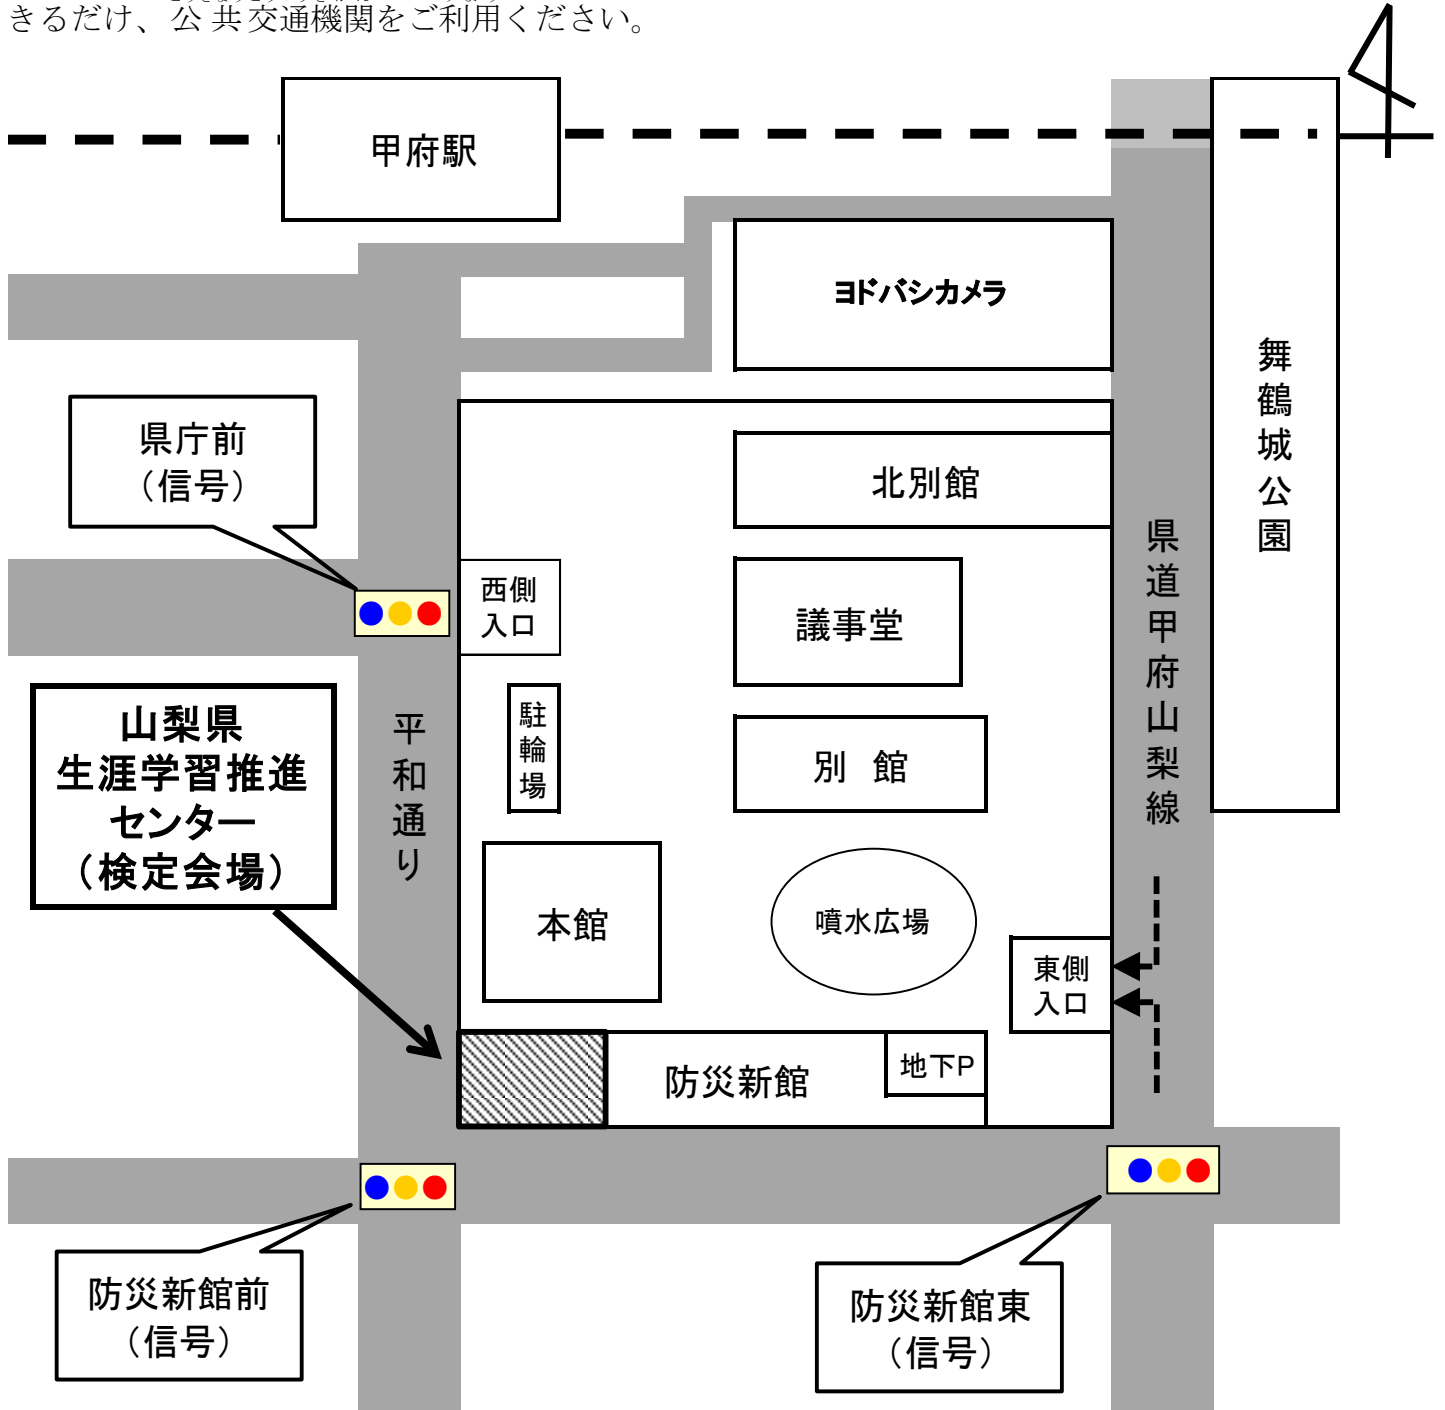 きるだけ、公共交通機関をご利用ください。
甲府駅
ヨドバシカメラ
舞鶴城公園
県庁前
（信号）
北別館
県道甲府山梨線
西側
入口
議事堂
山梨県
生涯学習推進
センター
（検定会場）
平和通り
駐輪場
別 館
本館
噴水広場
東側
入口
防災新館
地下P
防災新館前
（信号）
防災新館東
（信号）